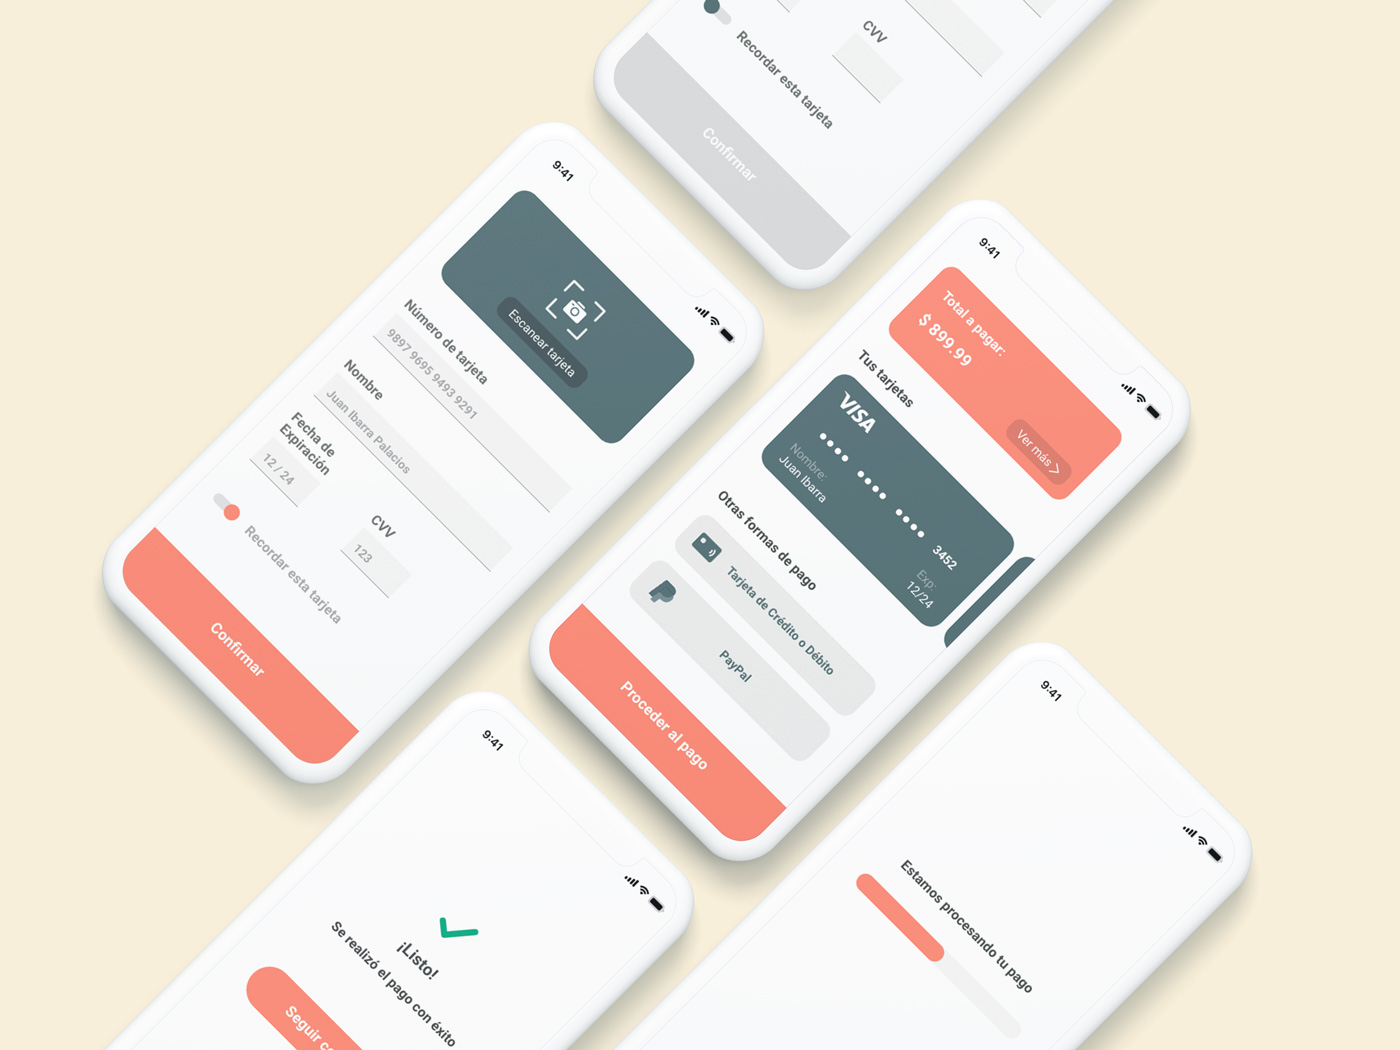 CVV
Recordar esta tarjeta
Confirmar
9:41
Escanear tarjeta
Número de tarjeta
9897 9695 9493 9291
Nombre
Juan Ibarra Palacios
Fecha de
Expiración
12 / 24
CVV
123
Recordar esta tarjeta
Confirmar
9:41
Total a pagar:
$899.99
Ver más
Tus tarjetas
VISA
3452
Nombre:
Juan Ibarra
Exp:
12/24
Otras formas de pago
Tarjeta de Crédito o Débito
PayPal
Proceder al pago
9:41
¡Listo!
Se realizó el pago con éxito
Seguir
9:41
Estamos procesando tu pago